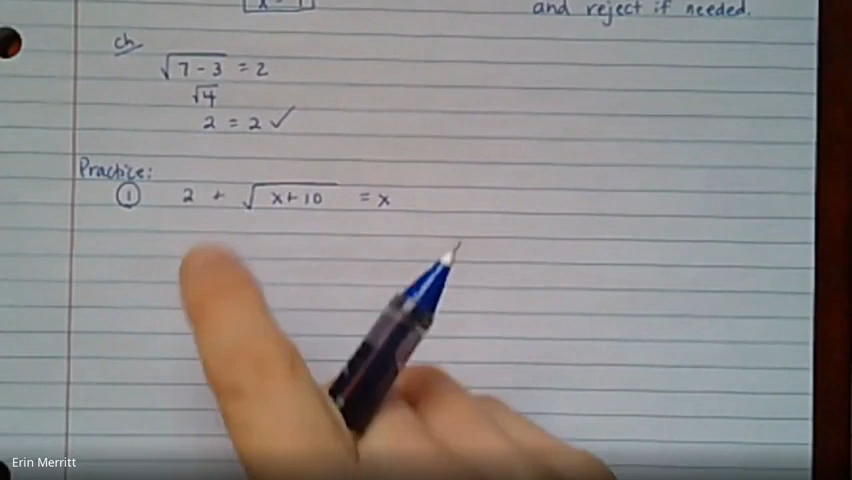 and reject if needed.
ch
√7-3 = 2
√4
2 = 2 ✓
Practice:
① 2 + √x+10 = x
Erin Merritt